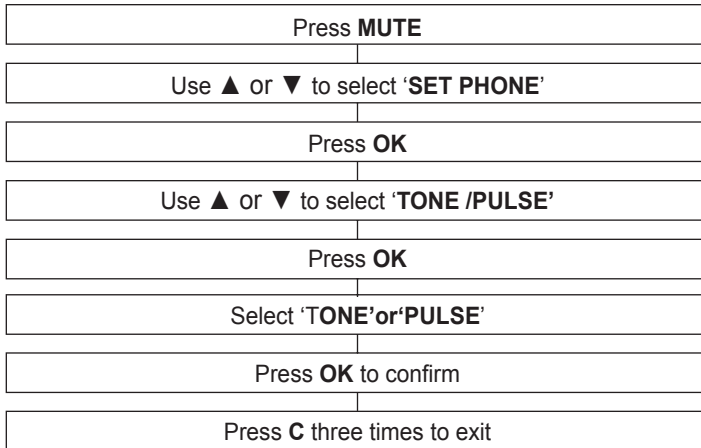 Press MUTE
Use ▲ or ▼ to select ‘SET PHONE’
Press OK
Use ▲ or ▼ to select ‘TONE /PULSE’
Press OK
Select ‘TONE’or‘PULSE’
Press OK to confirm
Press C three times to exit